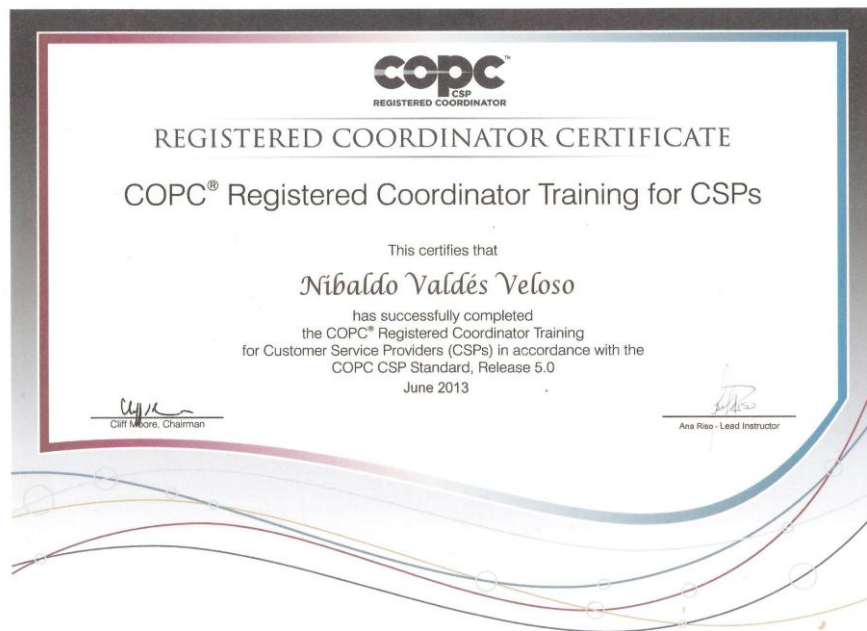 copc™
CSP
REGISTERED COORDINATOR
REGISTERED COORDINATOR CERTIFICATE
COPC® Registered Coordinator Training for CSPs
This certifies that
Nibaldo Valdés Veloso
has successfully completed
the COPC® Registered Coordinator Training
for Customer Service Providers (CSPs) in accordance with the
COPC CSP Standard, Release 5.0
June 2013
Cliff Moore, Chairman
Ana Riso - Lead Instructor